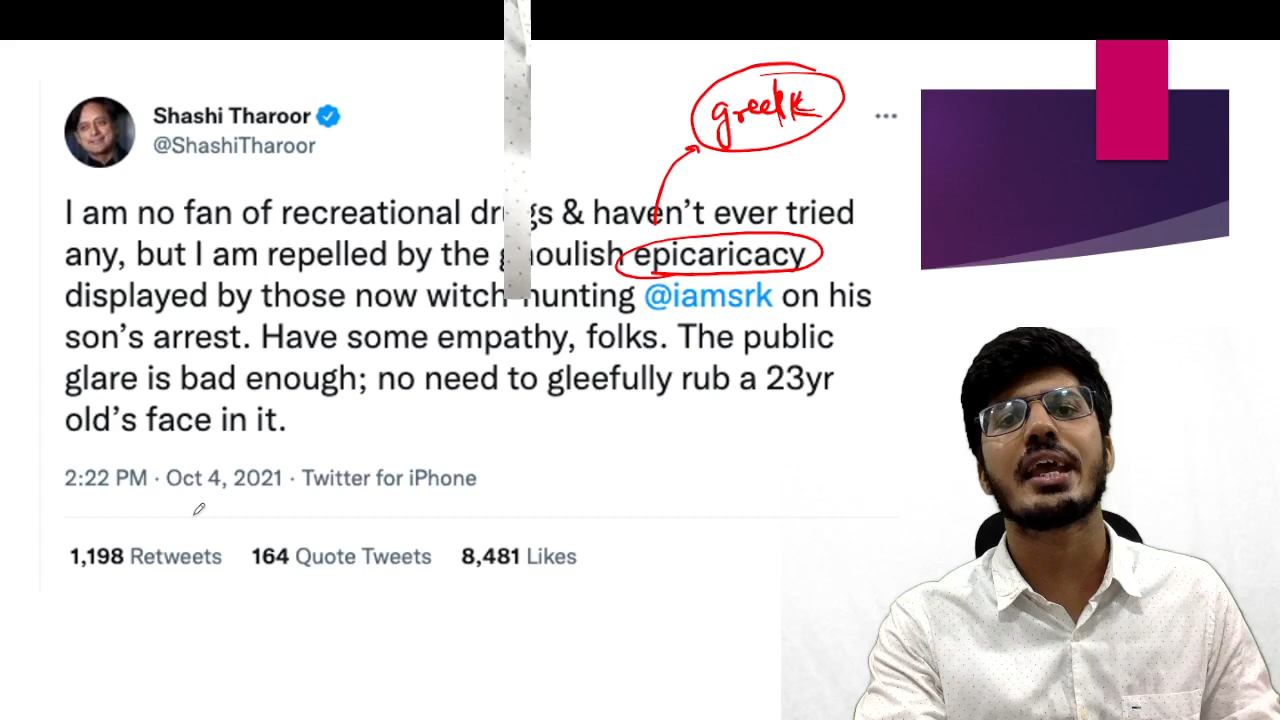 greek
Shashi Tharoor
@ShashiTharoor
I am no fan of recreational drugs & haven't ever tried
any, but I am repelled by the ghoulish epicaricacy
displayed by those now witch-hunting @iamsrk on his
son's arrest. Have some empathy, folks. The public
glare is bad enough; no need to gleefully rub a 23yr
old's face in it.
2:22 PM · Oct 4, 2021 · Twitter for iPhone
1,198 Retweets 164 Quote Tweets 8,481 Likes